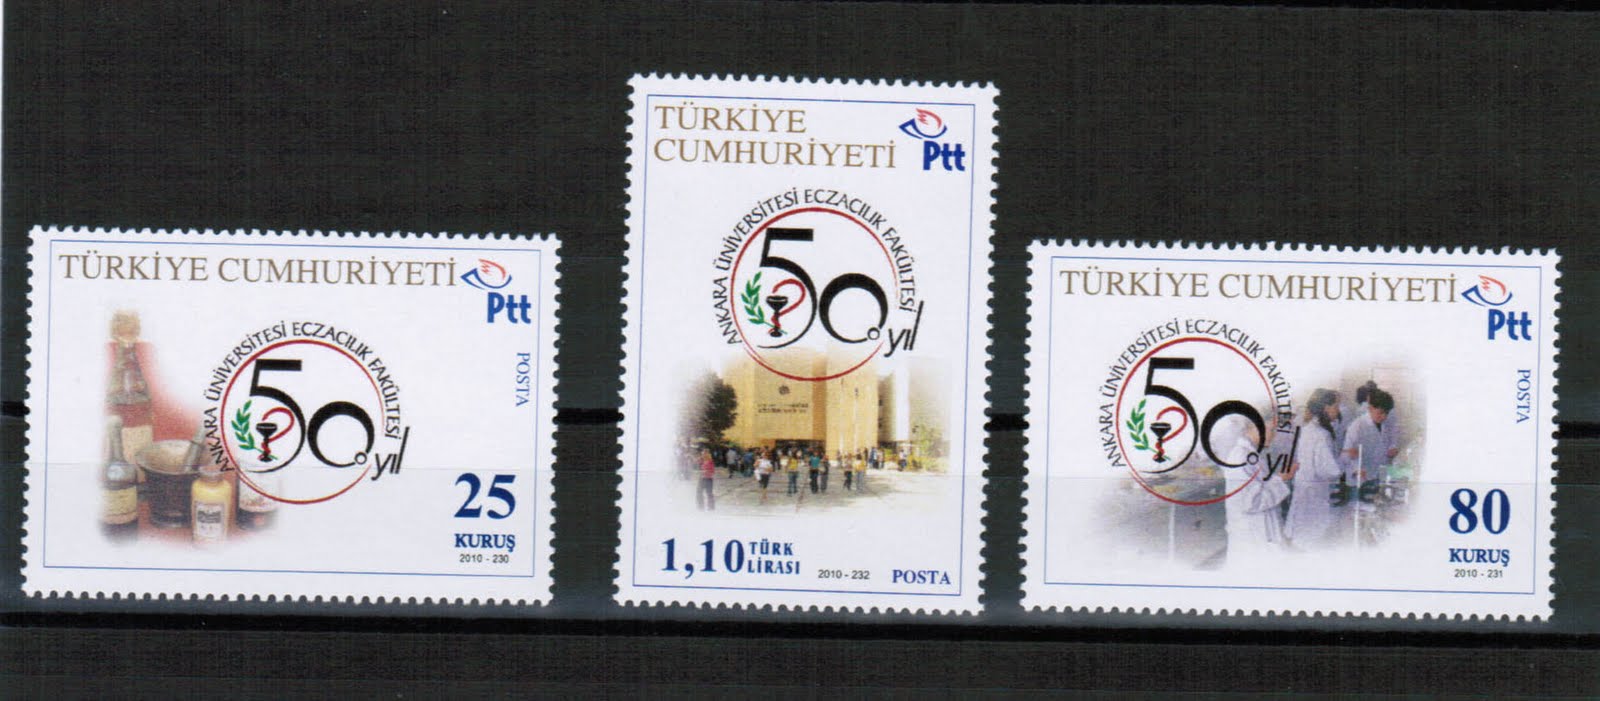 TÜRKİYE CUMHURİYETİ
Ptt
POSTA
ANKARA ÜNİVERSİTESİ ECZACILIK FAKÜLTESİ
50.yıl
25
KURUŞ
2010 - 230
TÜRKİYE
CUMHURİYETİ
Ptt
ANKARA ÜNİVERSİTESİ ECZACILIK FAKÜLTESİ
50.yıl
1,10 TÜRK
LİRASI
2010 - 232
POSTA
TÜRKİYE CUMHURİYETİ
Ptt
POSTA
ANKARA ÜNİVERSİTESİ ECZACILIK FAKÜLTESİ
50.yıl
80
KURUŞ
2010 - 231